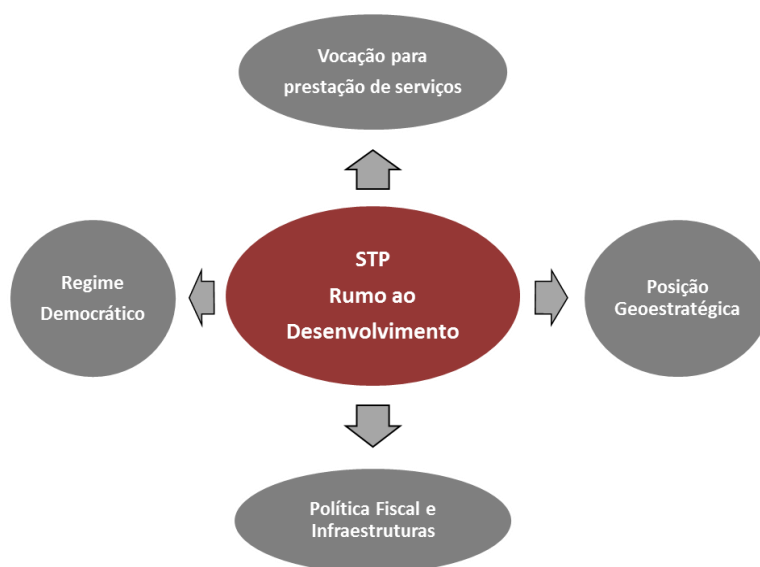 Vocação para
prestação de serviços
STP
Rumo ao
Desenvolvimento
Regime
Democrático
Posição
Geoestratégica
Política Fiscal e
Infraestruturas